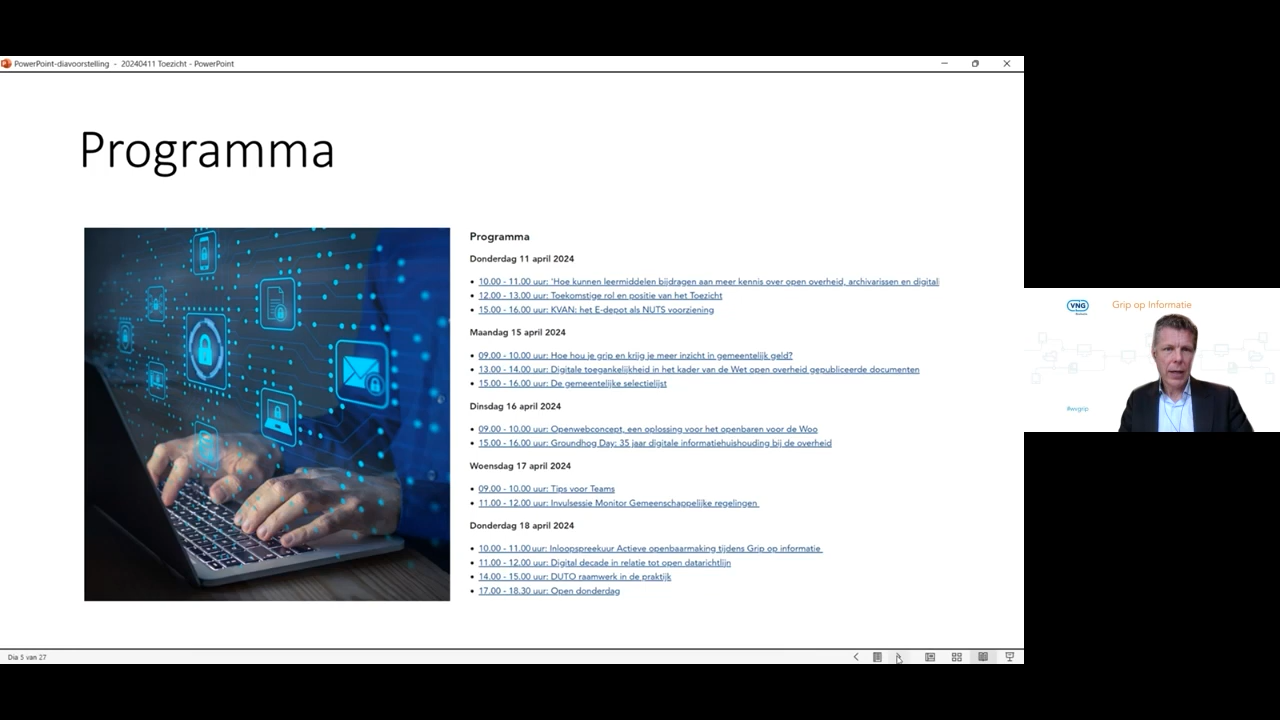 PowerPoint-diavoorstelling - 20240411 Toezicht - PowerPoint
Programma
Programma
Donderdag 11 april 2024
• 10.00 - 11.00 uur: 'Hoe kunnen leermiddelen bijdragen aan meer kennis over open overheid, archivarissen en digitali
• 12.00 - 13.00 uur: Toekomstige rol en positie van het Toezicht
• 15.00 - 16.00 uur: KVAN: het E-depot als NUTS voorziening
Maandag 15 april 2024
• 09.00 - 10.00 uur: Hoe hou je grip en krijg je meer inzicht in gemeentelijk geld?
• 13.00 - 14.00 uur: Digitale toegankelijkheid in het kader van de Wet open overheid gepubliceerde documenten
• 15.00 - 16.00 uur: De gemeentelijke selectielijst
Dinsdag 16 april 2024
• 09.00 - 10.00 uur: Openwebconcept, een oplossing voor het openbaren voor de Woo
• 15.00 - 16.00 uur: Groundhog Day: 35 jaar digitale informatiehuishouding bij de overheid
Woensdag 17 april 2024
• 09.00 - 10.00 uur: Tips voor Teams
• 11.00 - 12.00 uur: Invulsessie Monitor Gemeenschappelijke regelingen
Donderdag 18 april 2024
• 10.00 - 11.00 uur: Inloopspreekuur Actieve openbaarmaking tijdens Grip op informatie
• 11.00 - 12.00 uur: Digital decade in relatie tot open datarichtlijn
• 14.00 - 15.00 uur: DUTO raamwerk in de praktijk
• 17.00 - 18.30 uur: Open donderdag
Dia 5 van 27
VNG
Grip op Informatie